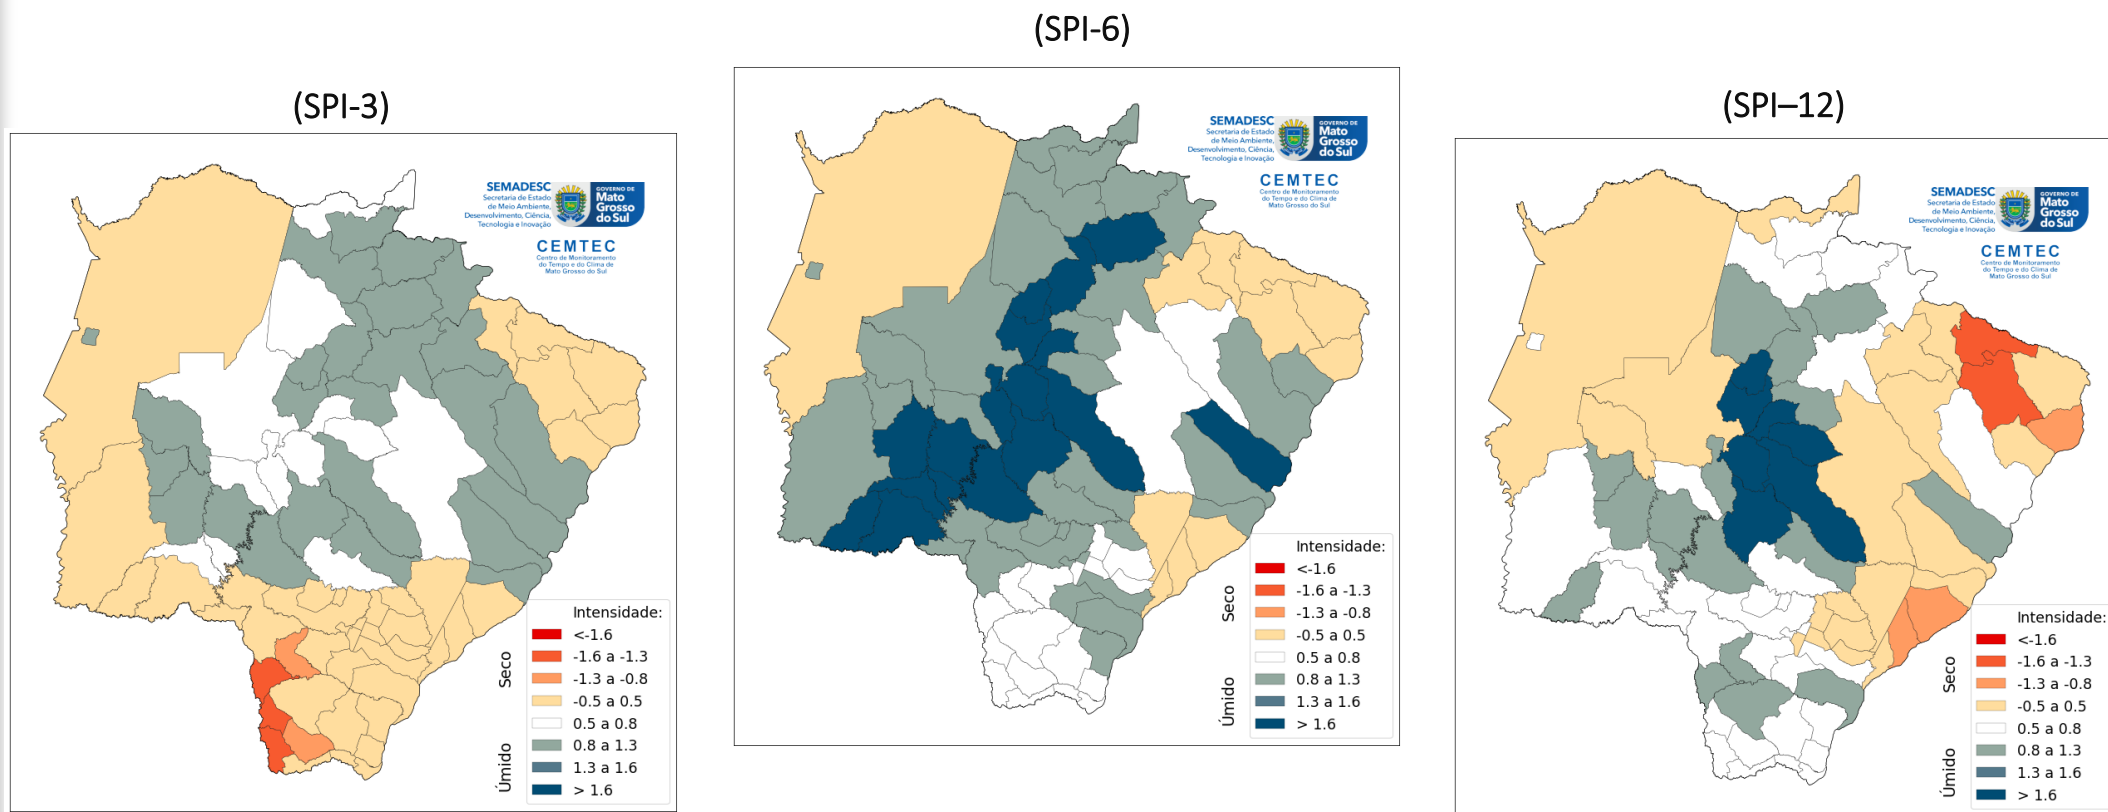 (SPI-3)
SEMADESC
Secretaria de Estado
de Meio Ambiente,
Desenvolvimento, Ciência,
Tecnologia e Inovação
GOVERNO DE
Mato
Grosso
do Sul
CEMTEC
Centro de Monitoramento
do Tempo e do Clima de
Mato Grosso do Sul
Intensidade:
Seco
<-1.6
-1.6 a -1.3
-1.3 a -0.8
-0.5 a 0.5
0.5 a 0.8
Úmido
0.8 a 1.3
1.3 a 1.6
> 1.6
(SPI-6)
SEMADESC
Secretaria de Estado
de Meio Ambiente,
Desenvolvimento, Ciência,
Tecnologia e Inovação
GOVERNO DE
Mato
Grosso
do Sul
CEMTEC
Centro de Monitoramento
do Tempo e do Clima de
Mato Grosso do Sul
Intensidade:
Seco
<-1.6
-1.6 a -1.3
-1.3 a -0.8
-0.5 a 0.5
0.5 a 0.8
Úmido
0.8 a 1.3
1.3 a 1.6
> 1.6
(SPI–12)
SEMADESC
Secretaria de Estado
de Meio Ambiente,
Desenvolvimento, Ciência,
Tecnologia e Inovação
GOVERNO DE
Mato
Grosso
do Sul
CEMTEC
Centro de Monitoramento
do Tempo e do Clima de
Mato Grosso do Sul
Intensidade:
Seco
<-1.6
-1.6 a -1.3
-1.3 a -0.8
-0.5 a 0.5
0.5 a 0.8
Úmido
0.8 a 1.3
1.3 a 1.6
> 1.6